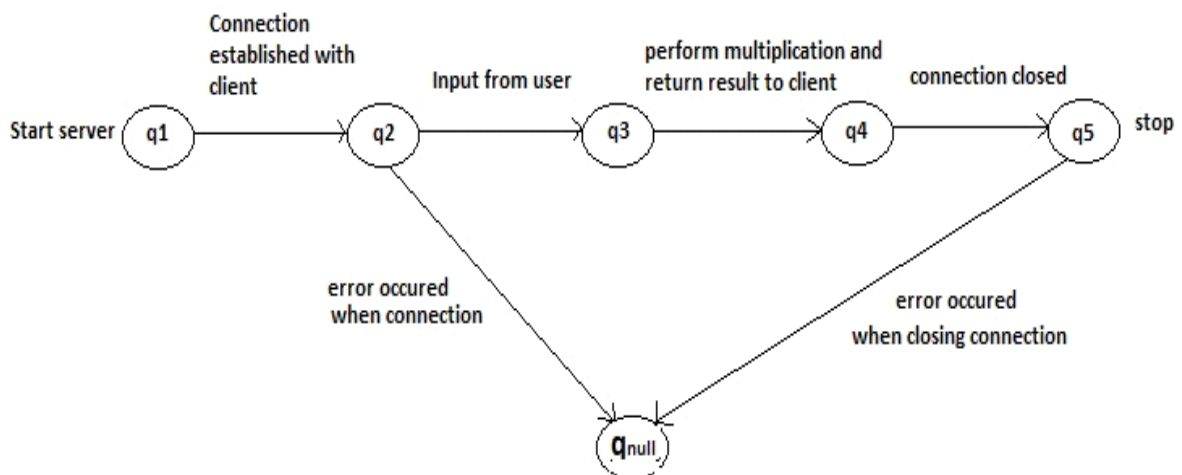 Connection
established with
client
perform multiplication and
return result to client
Input from user
connection closed
Start server
q1
q2
q3
q4
q5
stop
error occured
when connection
error occured
when closing connection
qnull